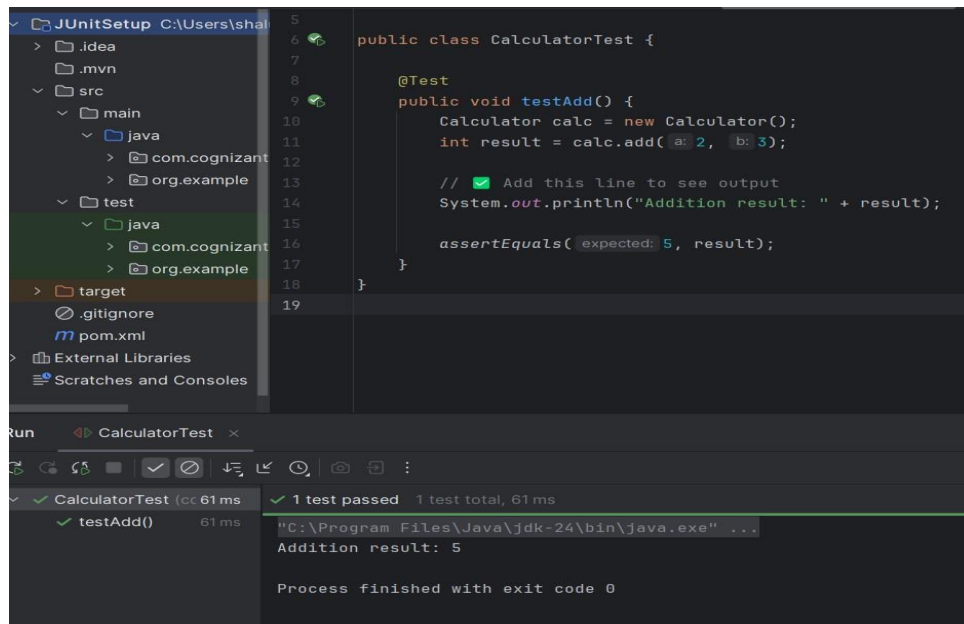 JUnitSetup C:\Users\shal
.idea
.mvn
src
main
java
com.cognizant
org.example
test
java
com.cognizant
org.example
target
.gitignore
pom.xml
External Libraries
Scratches and Consoles
5
6 public class CalculatorTest {
7
8 @Test
9 public void testAdd() {
10 Calculator calc = new Calculator();
11 int result = calc.add( a: 2, b: 3);
12
13 // ✅ Add this line to see output
14 System.out.println("Addition result: " + result);
15
16 assertEquals( expected: 5, result);
17 }
18 }
19
Run CalculatorTest ×
CalculatorTest (cc 61 ms
testAdd() 61 ms
1 test passed 1 test total, 61 ms
"C:\Program Files\Java\jdk-24\bin\java.exe" ...
Addition result: 5
Process finished with exit code 0